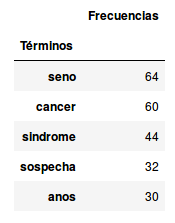 Frecuencias
Términos
seno 64
cancer 60
sindrome 44
sospecha 32
anos 30